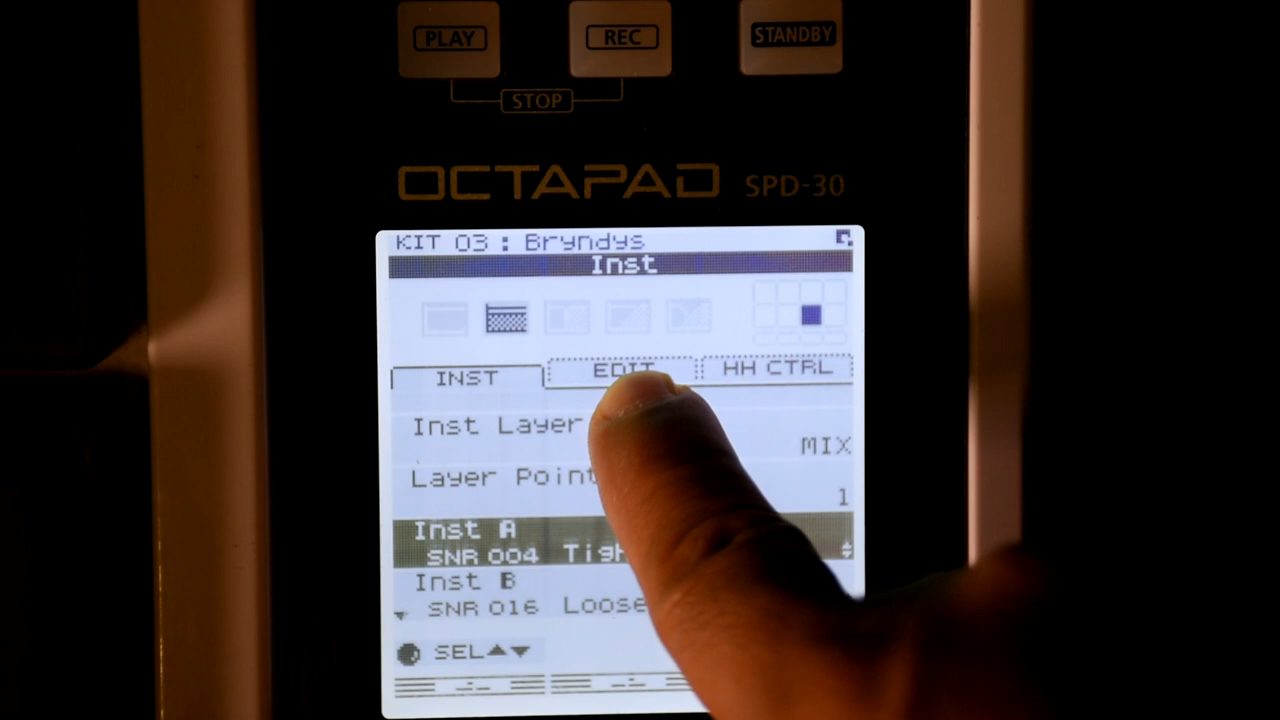 PLAY REC STANDBY
STOP
OCTAPAD SPD-30
KIT 03 : Bryndys
Inst
INST EDIT HH CTRL
Inst Layer
MIX
Layer Point
1
Inst A
SNR 004
Inst B
SNR 016 Loose
SEL